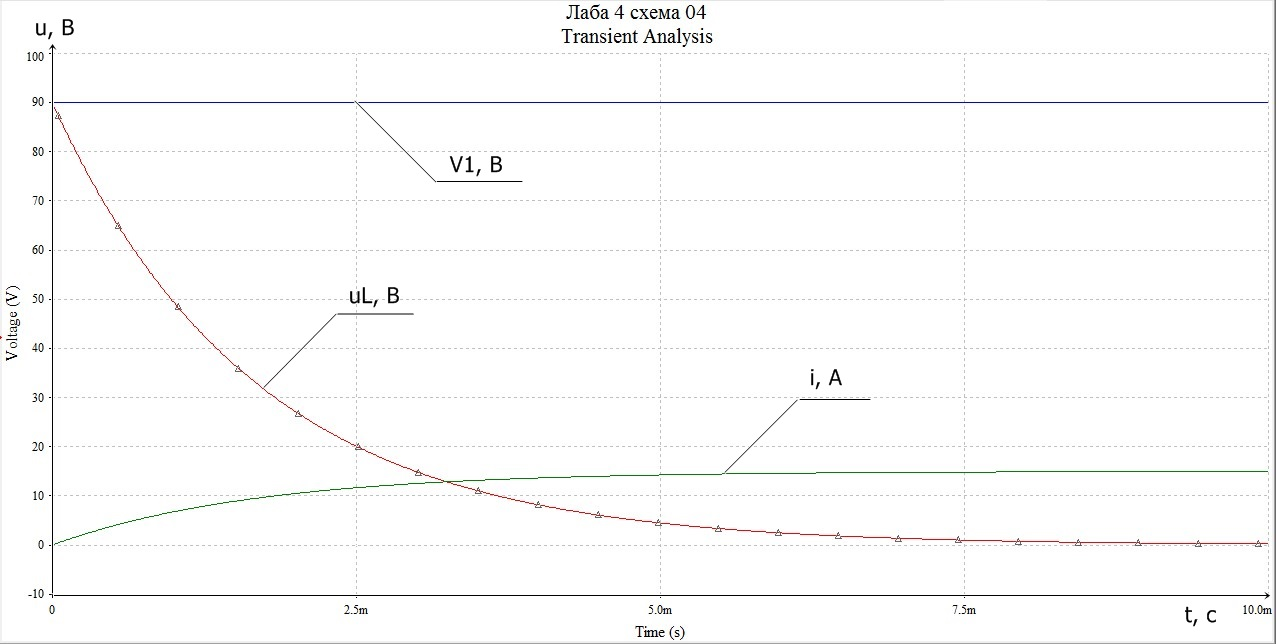 Лаба 4 схема 04
Transient Analysis
u, В
100
90
80
70
60
50
40
30
20
10
0
-10
Voltage (V)
V1, В
uL, В
i, А
0
2.5m
5.0m
7.5m
10.0m
t, с
Time (s)